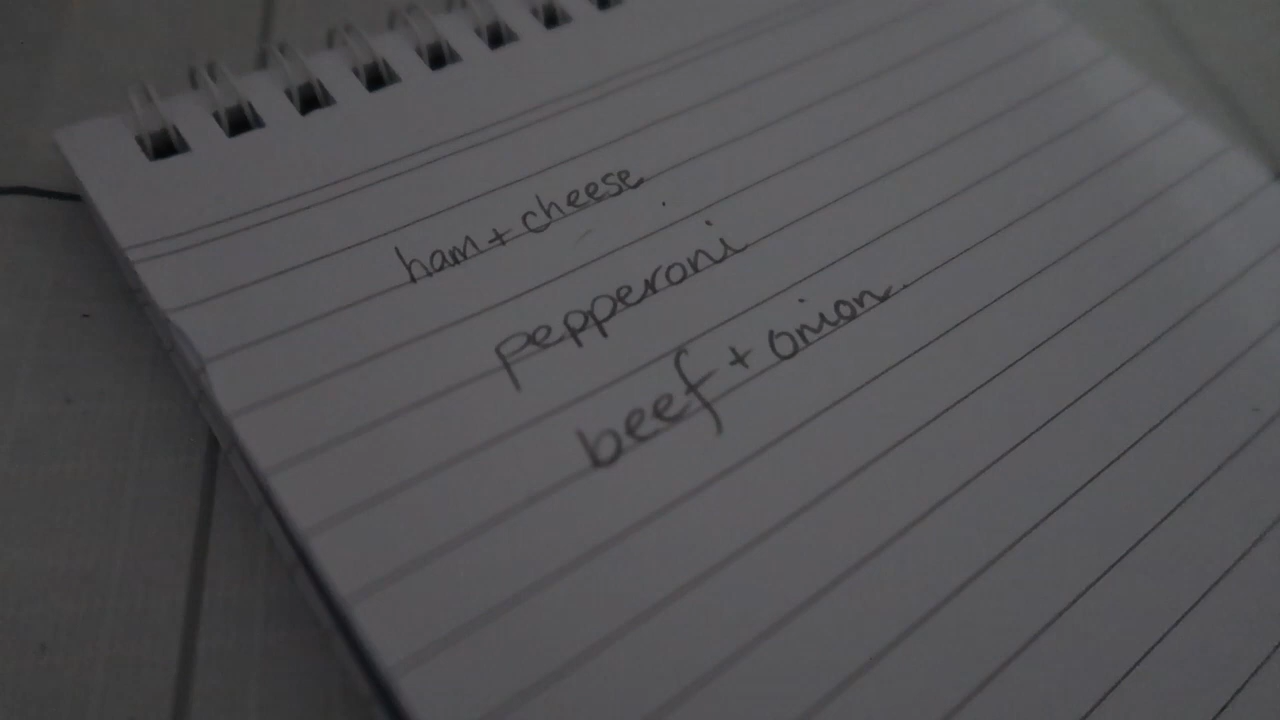 ham + cheese
pepperoni
beef + onion